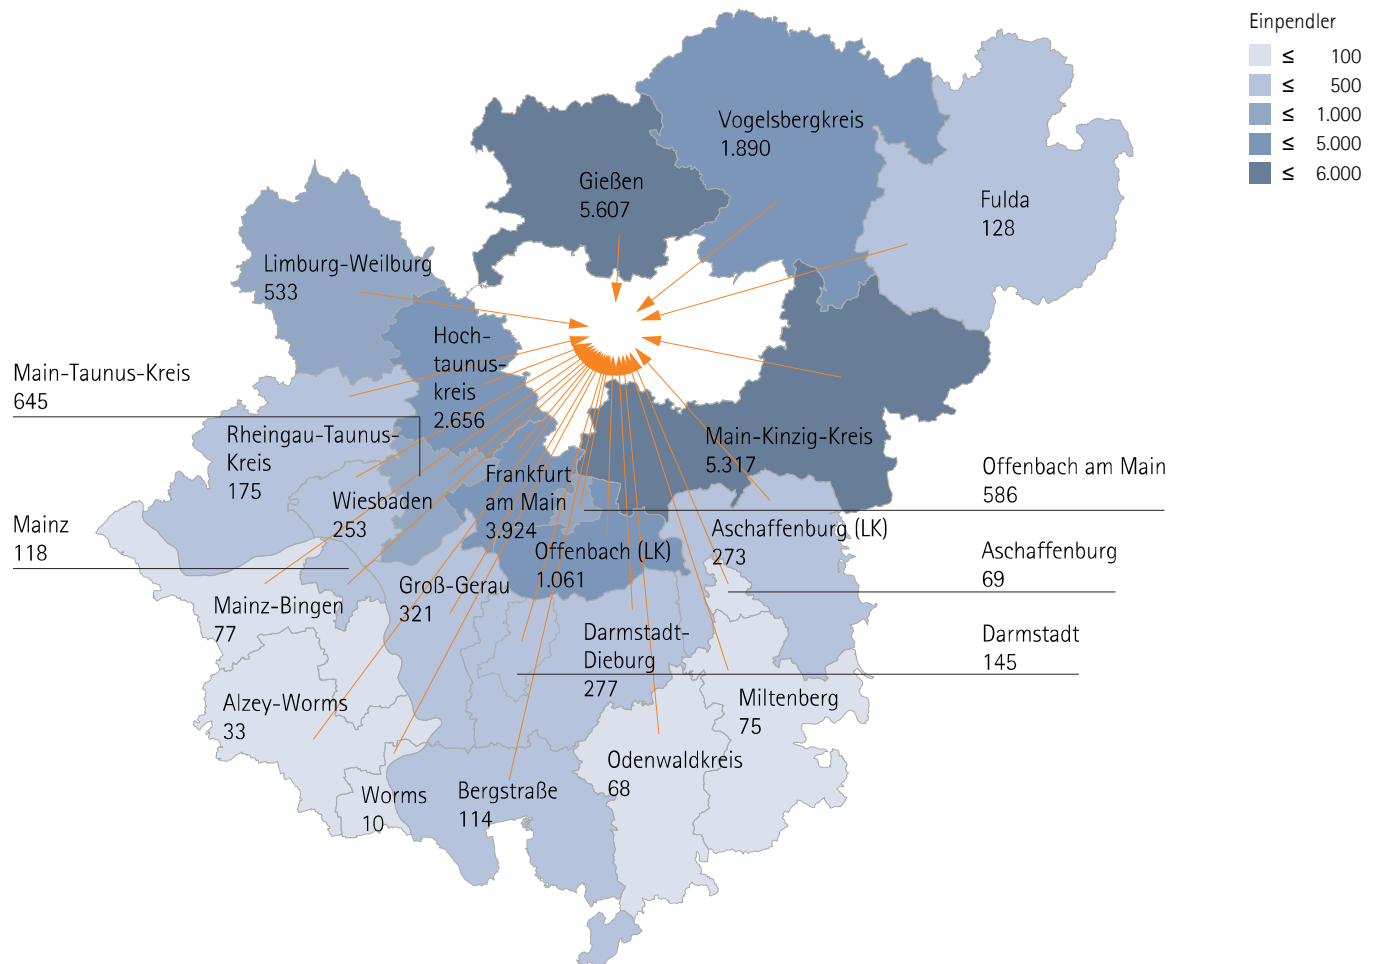 Einpendler
≤ 100
≤ 500
≤ 1.000
≤ 5.000
≤ 6.000
Vogelsbergkreis
1.890
Gießen
5.607
Fulda
128
Limburg-Weilburg
533
Hoch-
taunus-
kreis
2.656
Main-Taunus-Kreis
645
Rheingau-Taunus-
Kreis
175
Main-Kinzig-Kreis
5.317
Offenbach am Main
586
Wiesbaden
253
Frankfurt
am Main
3.924
Mainz
118
Aschaffenburg (LK)
273
Offenbach (LK)
1.061
Aschaffenburg
69
Groß-Gerau
321
Mainz-Bingen
77
Darmstadt-
Dieburg
277
Darmstadt
145
Alzey-Worms
33
Miltenberg
75
Odenwaldkreis
68
Worms
10
Bergstraße
114